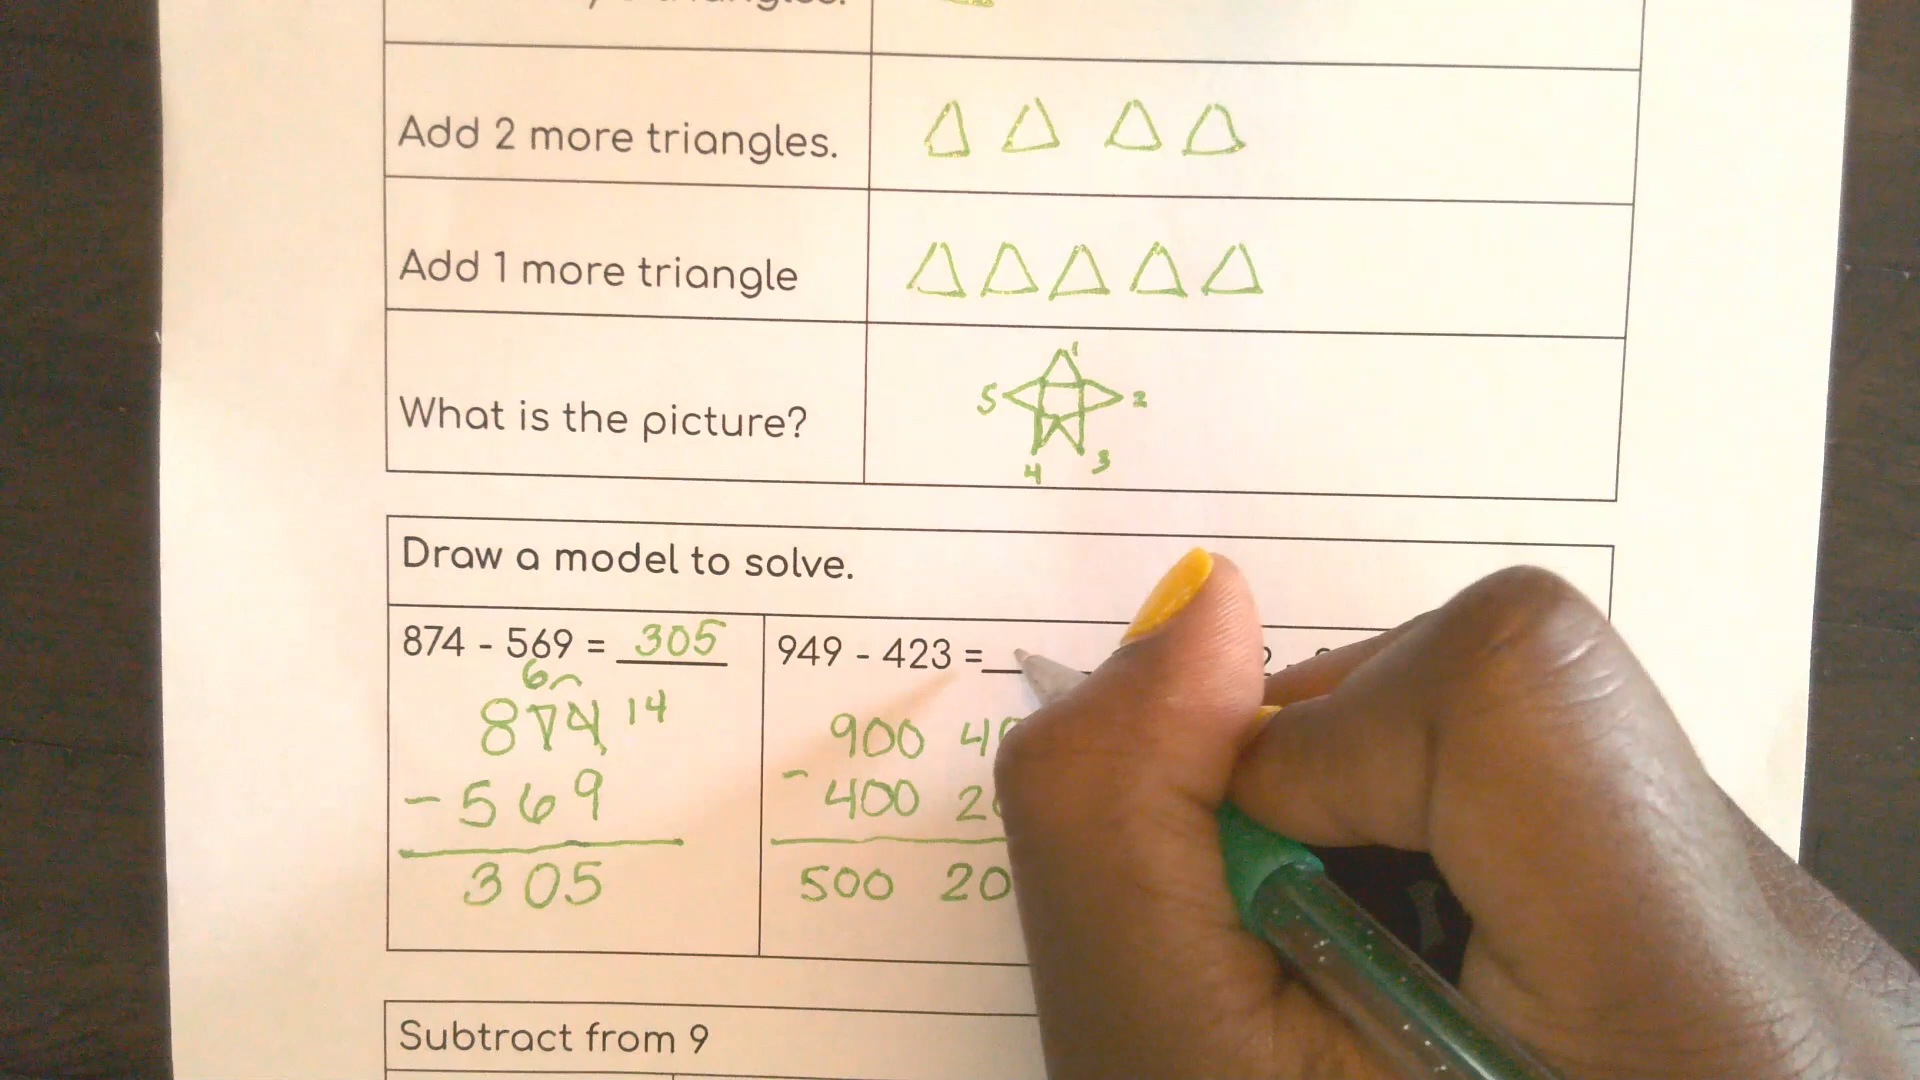 triangles.
Add 2 more triangles.
Add 1 more triangle
What is the picture?
1
5 2
4 3
Draw a model to solve.
874 - 569 = 305
6
874 14
- 569
305
949 - 423 =
900
- 400
500 20
Subtract from 9